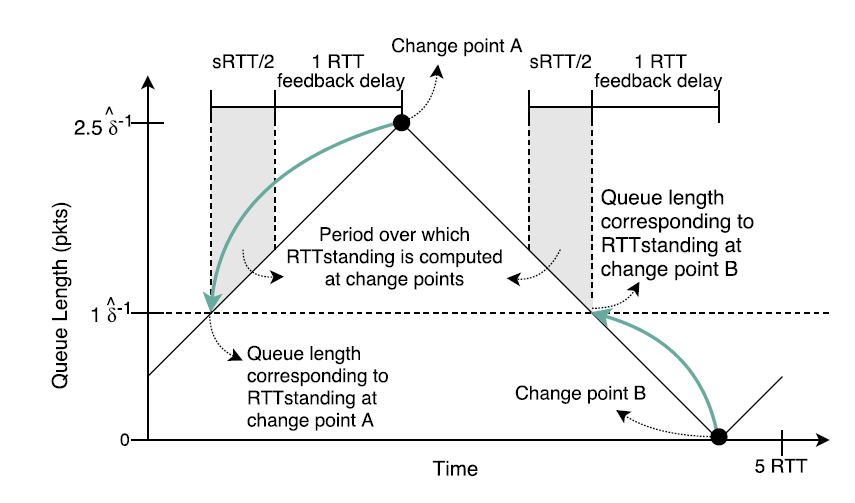 Change point A
sRTT/2
1 RTT
feedback delay
sRTT/2
1 RTT
feedback delay
2.5 δ̂⁻¹
Queue length
corresponding to
RTTstanding at
change point B
Period over which
RTTstanding is computed
at change points
Queue Length (pkts)
1 δ̂⁻¹
Queue length
corresponding to
RTTstanding at
change point A
Change point B
0
Time
5 RTT